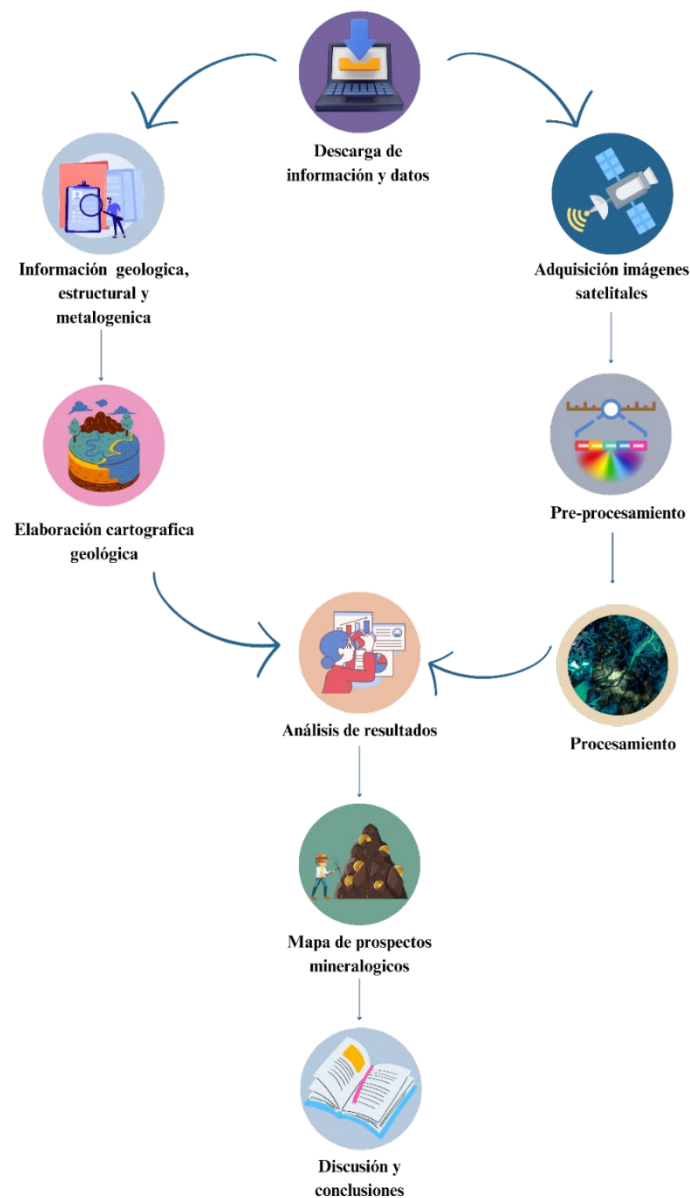 Descarga de
información y datos
Información geologica,
estructural y
metalogenica
Adquisición imágenes
satelitales
Elaboración cartografica
geológica
Pre-procesamiento
Análisis de resultados
Procesamiento
Mapa de prospectos
mineralogicos
Discusión y
conclusiones